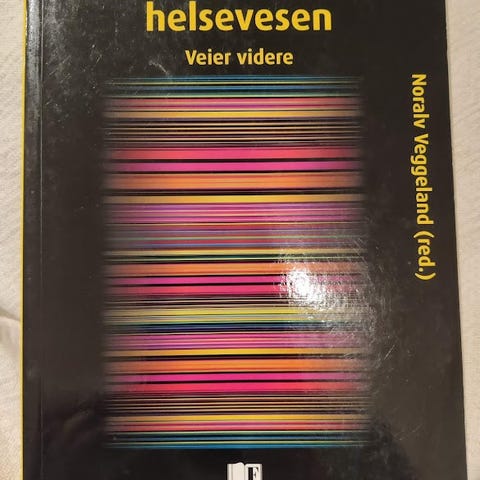 helsevesen
Veier videre
Noralv Veggeland (red.)
F